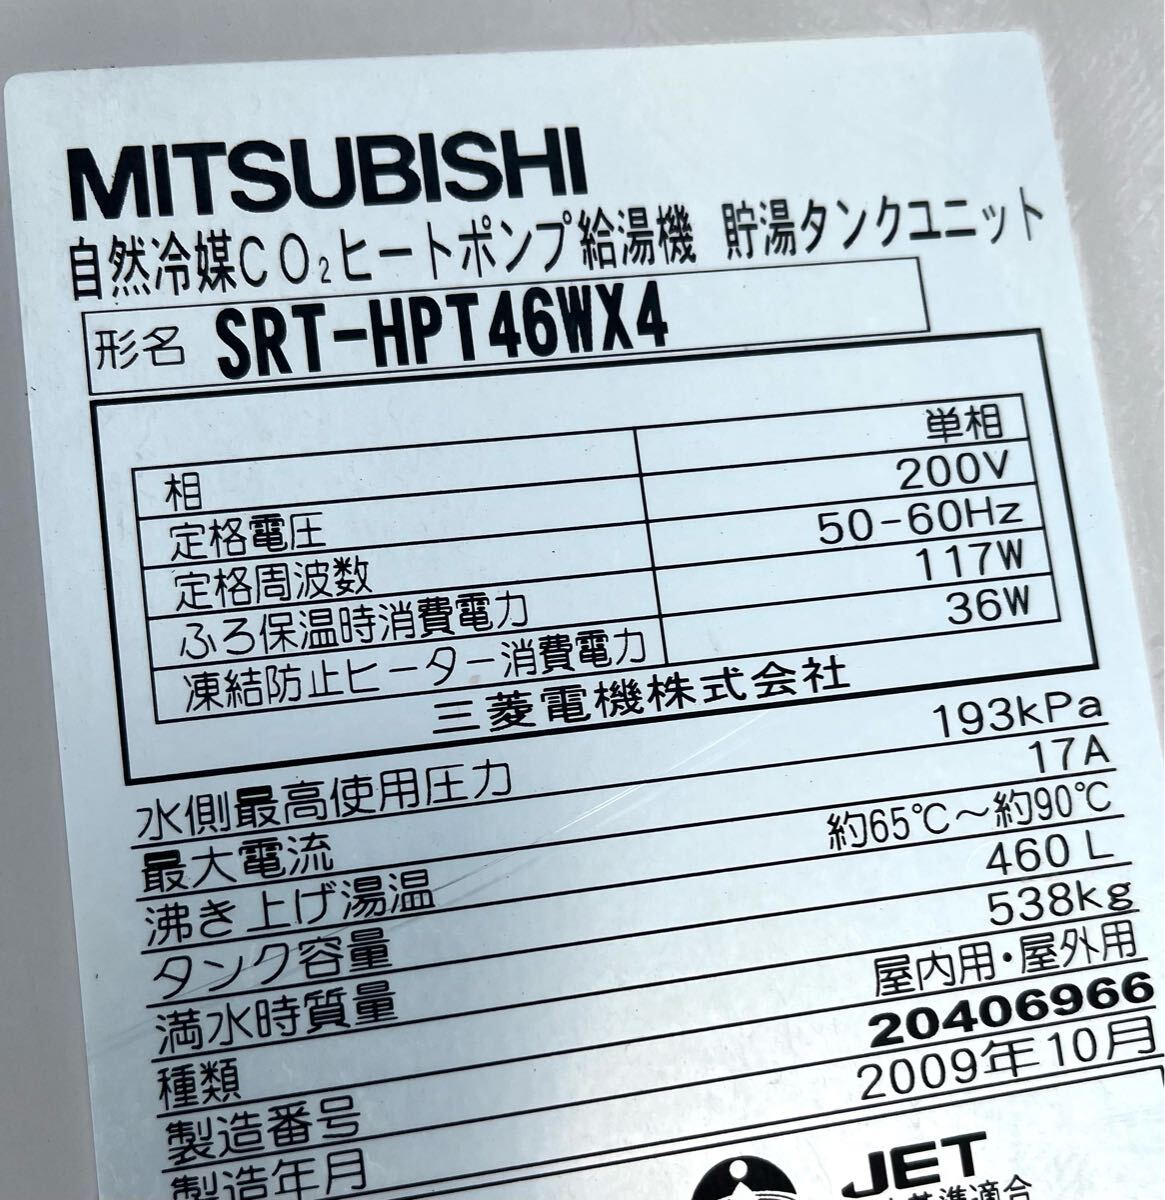 MITSUBISHI
自然冷媒CO₂ヒートポンプ給湯機 貯湯タンクユニット
形名 SRT-HPT46WX4
相 単相
定格電圧 200V
定格周波数 50-60Hz
ふろ保温時消費電力 117W
凍結防止ヒーター消費電力 36W
三菱電機株式会社
水側最高使用圧力 193kPa
最大電流 17A
沸き上げ湯温 約65℃～約90℃
タンク容量 460L
満水時質量 538kg
種類 屋内用・屋外用
製造番号 20406966
製造年月 2009年10月
JET
基準適合